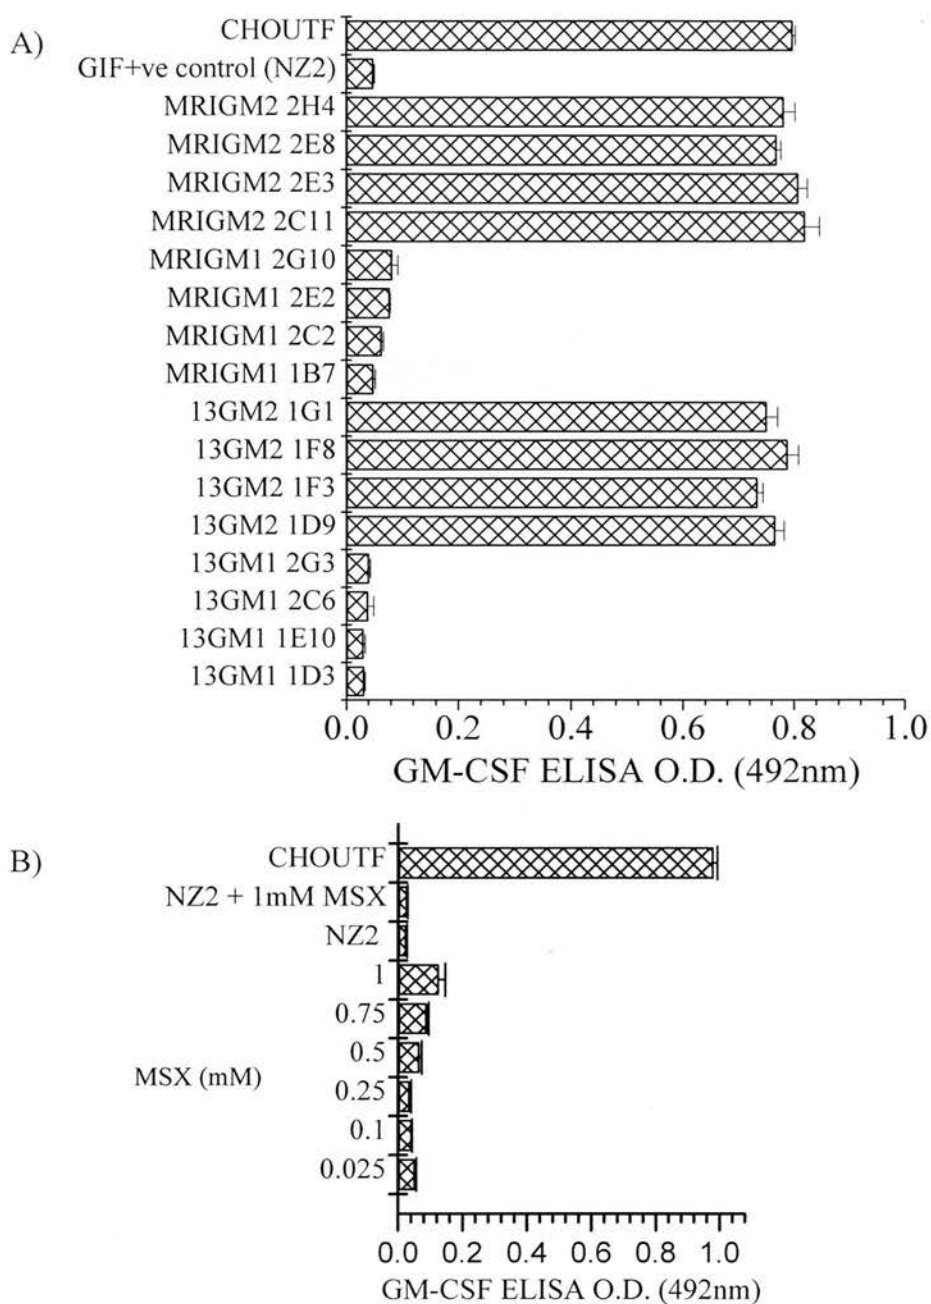 A)
CHOUTF
GIF+ve control (NZ2)
MRIGM2 2H4
MRIGM2 2E8
MRIGM2 2E3
MRIGM2 2C11
MRIGM1 2G10
MRIGM1 2E2
MRIGM1 2C2
MRIGM1 1B7
13GM2 1G1
13GM2 1F8
13GM2 1F3
13GM2 1D9
13GM1 2G3
13GM1 2C6
13GM1 1E10
13GM1 1D3
0.0 0.2 0.4 0.6 0.8 1.0
GM-CSF ELISA O.D. (492nm)
B)
CHOUTF
NZ2 + 1mM MSX
NZ2
1
0.75
0.5
MSX (mM)
0.25
0.1
0.025
0.0 0.2 0.4 0.6 0.8 1.0
GM-CSF ELISA O.D. (492nm)